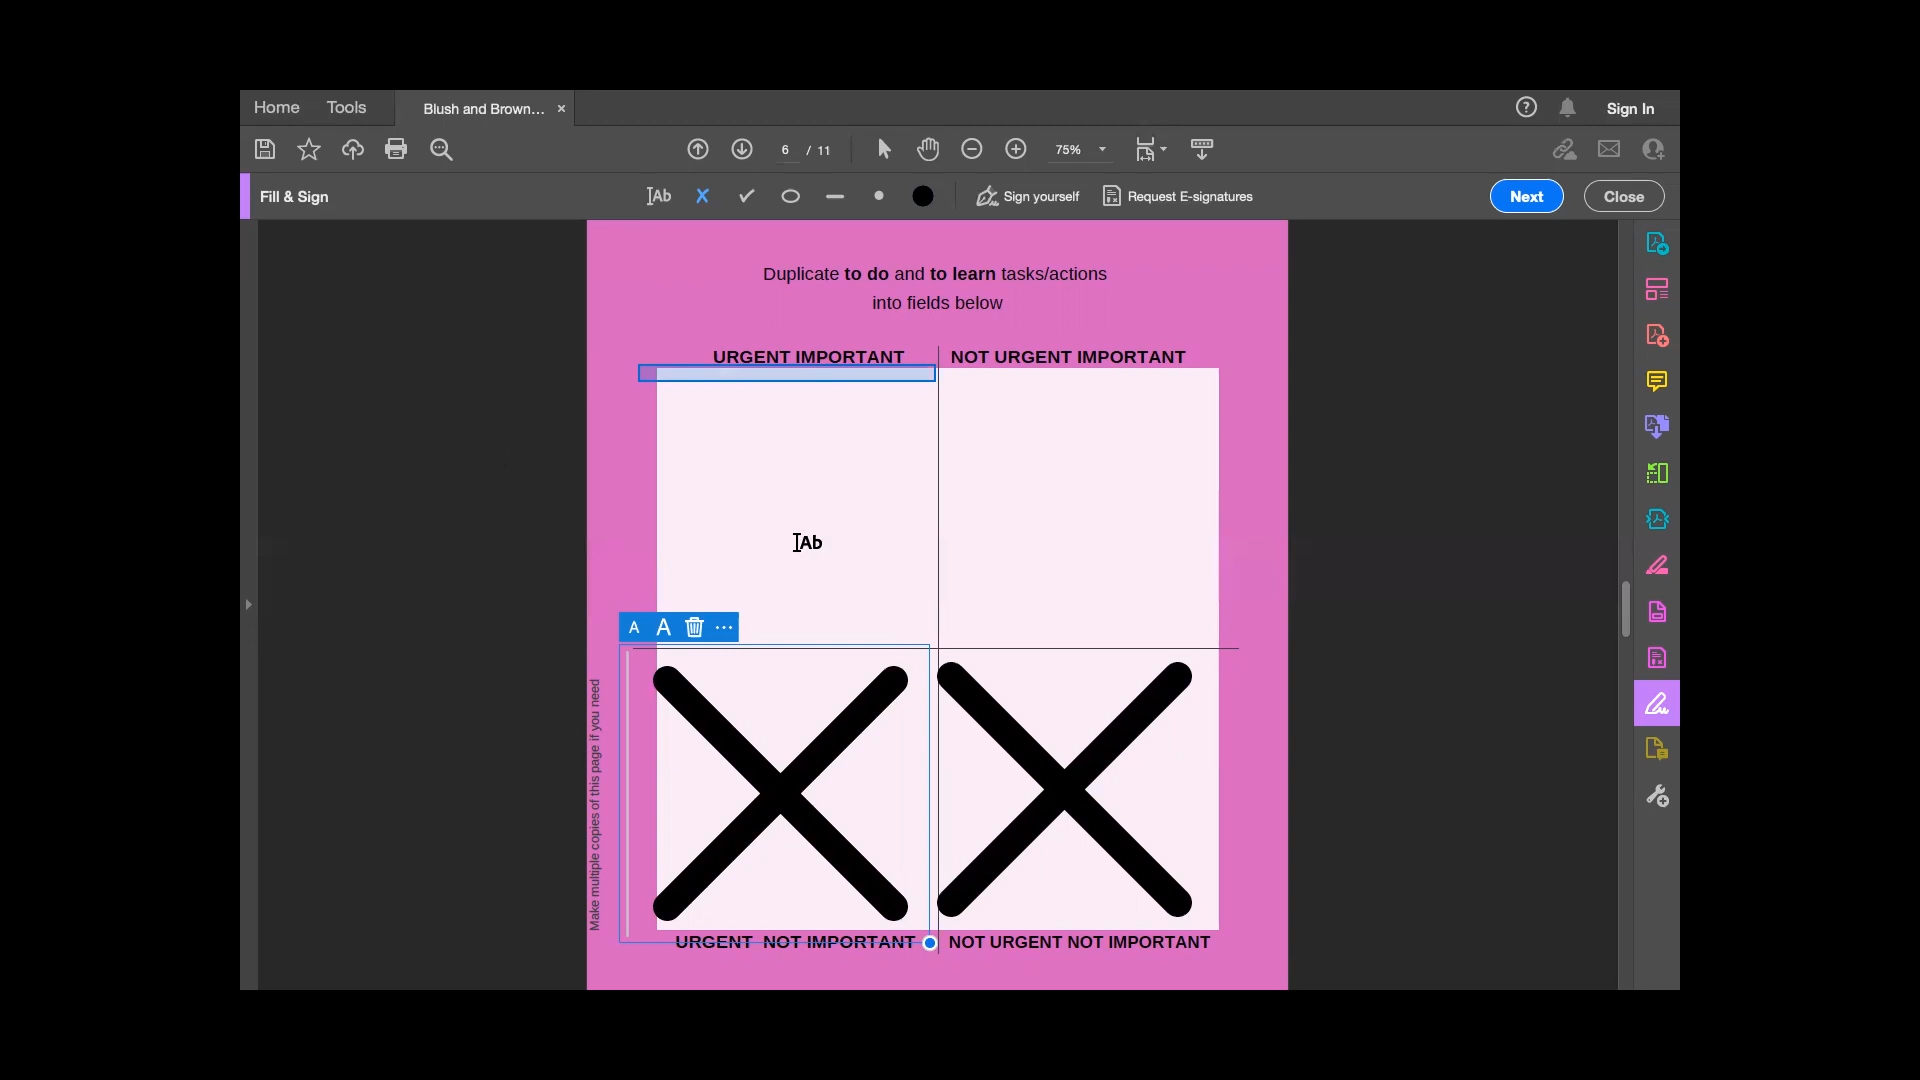 Home Tools Blush and Brown... × Sign In
6 / 11 75%
Fill & Sign Ab Sign yourself Request E-signatures Next Close
Duplicate to do and to learn tasks/actions
into fields below
URGENT IMPORTANT NOT URGENT IMPORTANT
Ab
A A ...
Make multiple copies of this page if you need
URGENT NOT IMPORTANT NOT URGENT NOT IMPORTANT